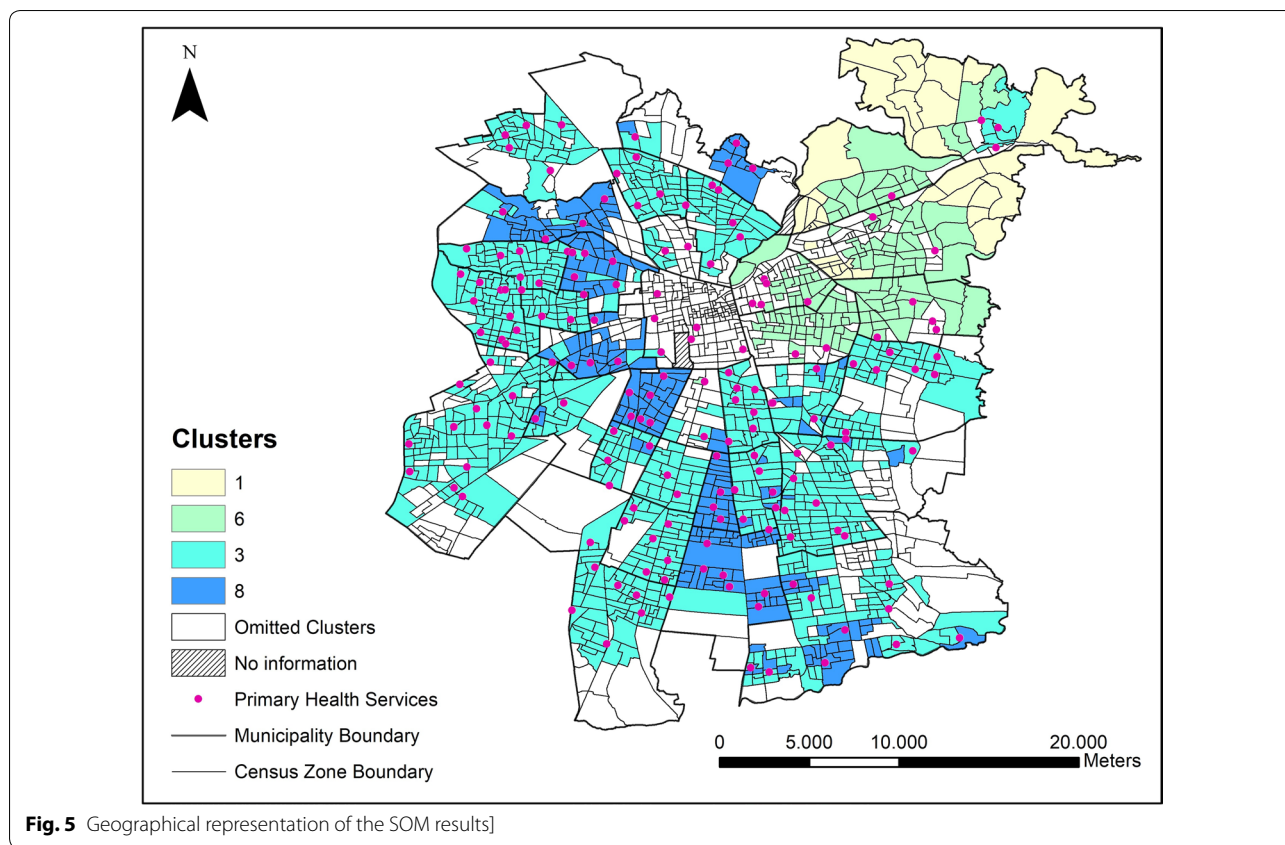 N
Clusters
1
6
3
8
Omitted Clusters
No information
Primary Health Services
Municipality Boundary
Census Zone Boundary
0 5.000 10.000 20.000
Meters
Fig. 5 Geographical representation of the SOM results]